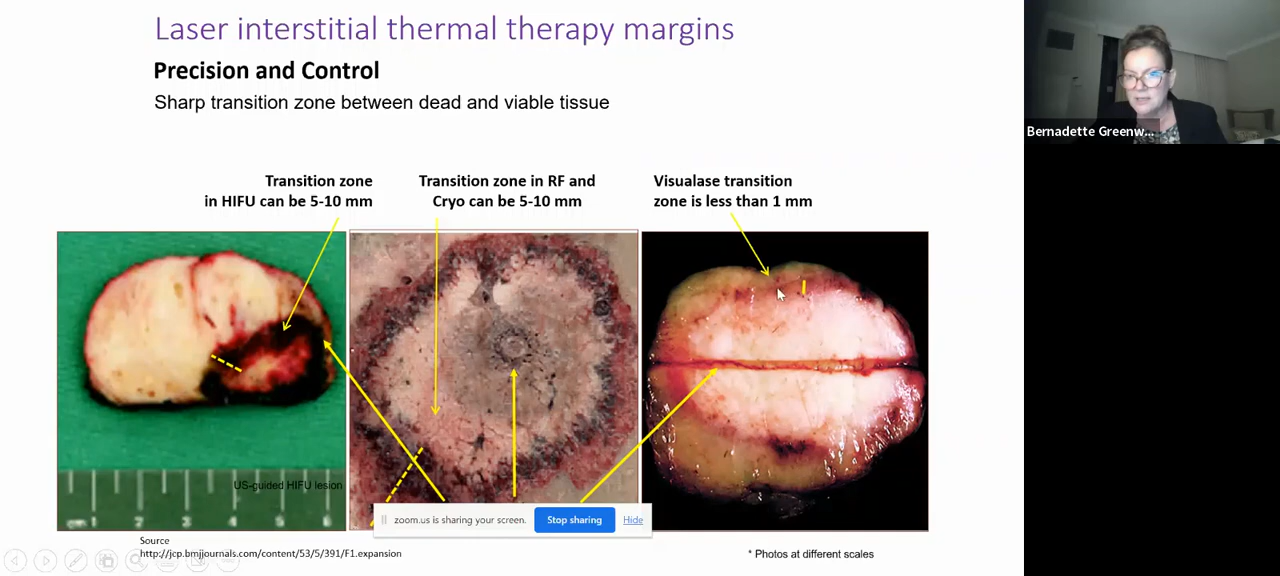 Laser interstitial thermal therapy margins
Precision and Control
Sharp transition zone between dead and viable tissue
Bernadette Greenw...
Transition zone
in HIFU can be 5-10 mm
Transition zone in RF and
Cryo can be 5-10 mm
Visualase transition
zone is less than 1 mm
US-guided HIFU lesion
cm 1 2 3 4 5 6
zoom.us is sharing your screen. Stop sharing Hide
Source
http://jcp.bmjjournals.com/content/53/5/391/F1.expansion
* Photos at different scales